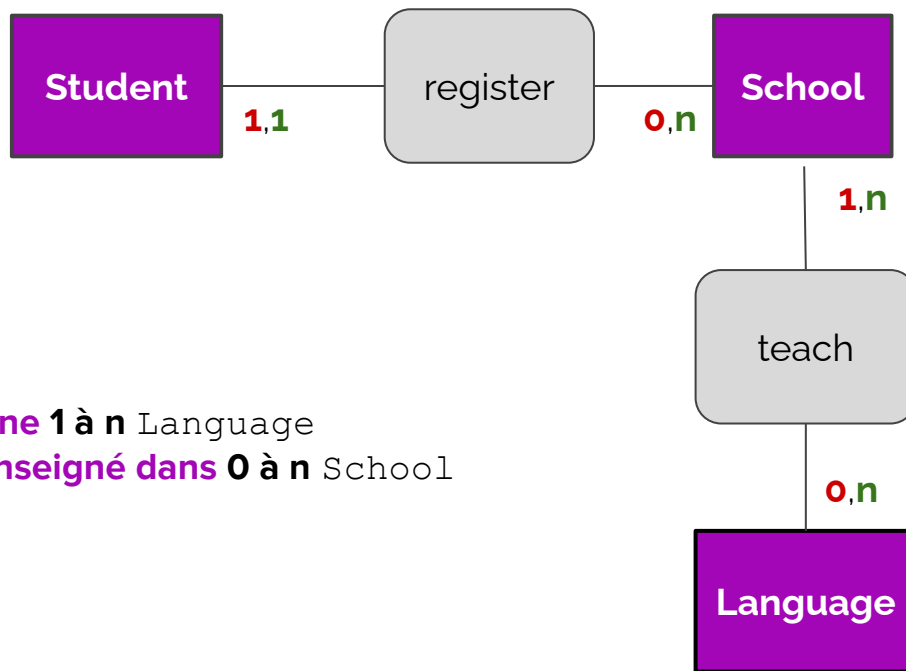 Student
register
School
1,1
0,n
1,n
teach
ne 1 à n Language
nseigné dans 0 à n School
0,n
Language